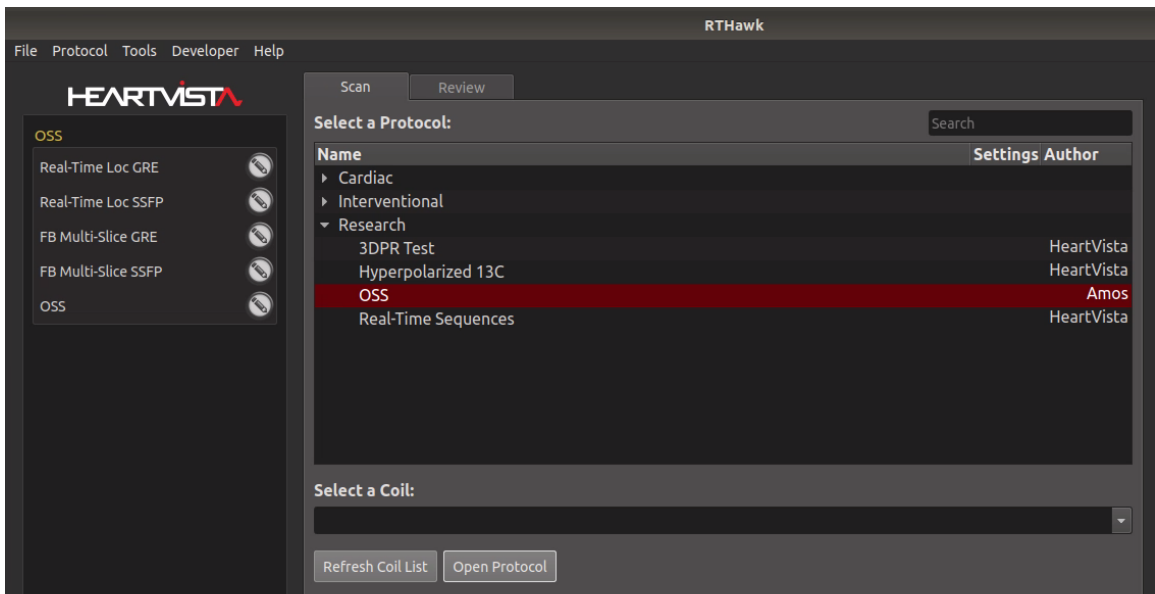 RTHawk
File Protocol Tools Developer Help
HEARTVISTA
OSS
Real-Time Loc GRE
Real-Time Loc SSFP
FB Multi-Slice GRE
FB Multi-Slice SSFP
OSS
Scan Review
Select a Protocol: Search
Name Settings Author
Cardiac
Interventional
Research
3DPR Test HeartVista
Hyperpolarized 13C HeartVista
OSS Amos
Real-Time Sequences HeartVista
Select a Coil:
Refresh Coil List Open Protocol